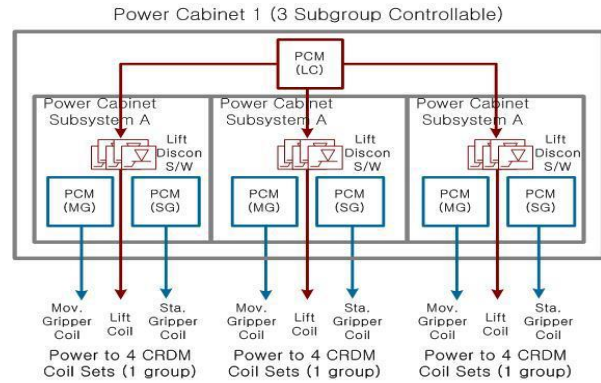 Power Cabinet 1 (3 Subgroup Controllable)
PCM
(LC)
Power Cabinet
Subsystem A
Lift
Discon
S/W
PCM
(MG)
PCM
(SG)
Mov.
Gripper
Coil
Lift
Coil
Sta.
Gripper
Coil
Power to 4 CRDM
Coil Sets (1 group)
Power Cabinet
Subsystem A
Lift
Discon
S/W
PCM
(MG)
PCM
(SG)
Mov.
Gripper
Coil
Lift
Coil
Sta.
Gripper
Coil
Power to 4 CRDM
Coil Sets (1 group)
Power Cabinet
Subsystem A
Lift
Discon
S/W
PCM
(MG)
PCM
(SG)
Mov.
Gripper
Coil
Lift
Coil
Sta.
Gripper
Coil
Power to 4 CRDM
Coil Sets (1 group)